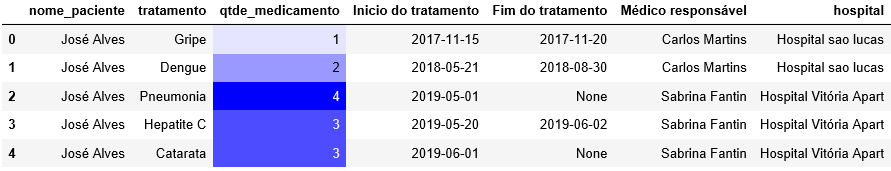 nome_paciente tratamento qtde_medicamento Inicio do tratamento Fim do tratamento Médico responsável hospital
0 José Alves Gripe 1 2017-11-15 2017-11-20 Carlos Martins Hospital sao lucas
1 José Alves Dengue 2 2018-05-21 2018-08-30 Carlos Martins Hospital sao lucas
2 José Alves Pneumonia 4 2019-05-01 None Sabrina Fantin Hospital Vitória Apart
3 José Alves Hepatite C 3 2019-05-20 2019-06-02 Sabrina Fantin Hospital Vitória Apart
4 José Alves Catarata 3 2019-06-01 None Sabrina Fantin Hospital Vitória Apart